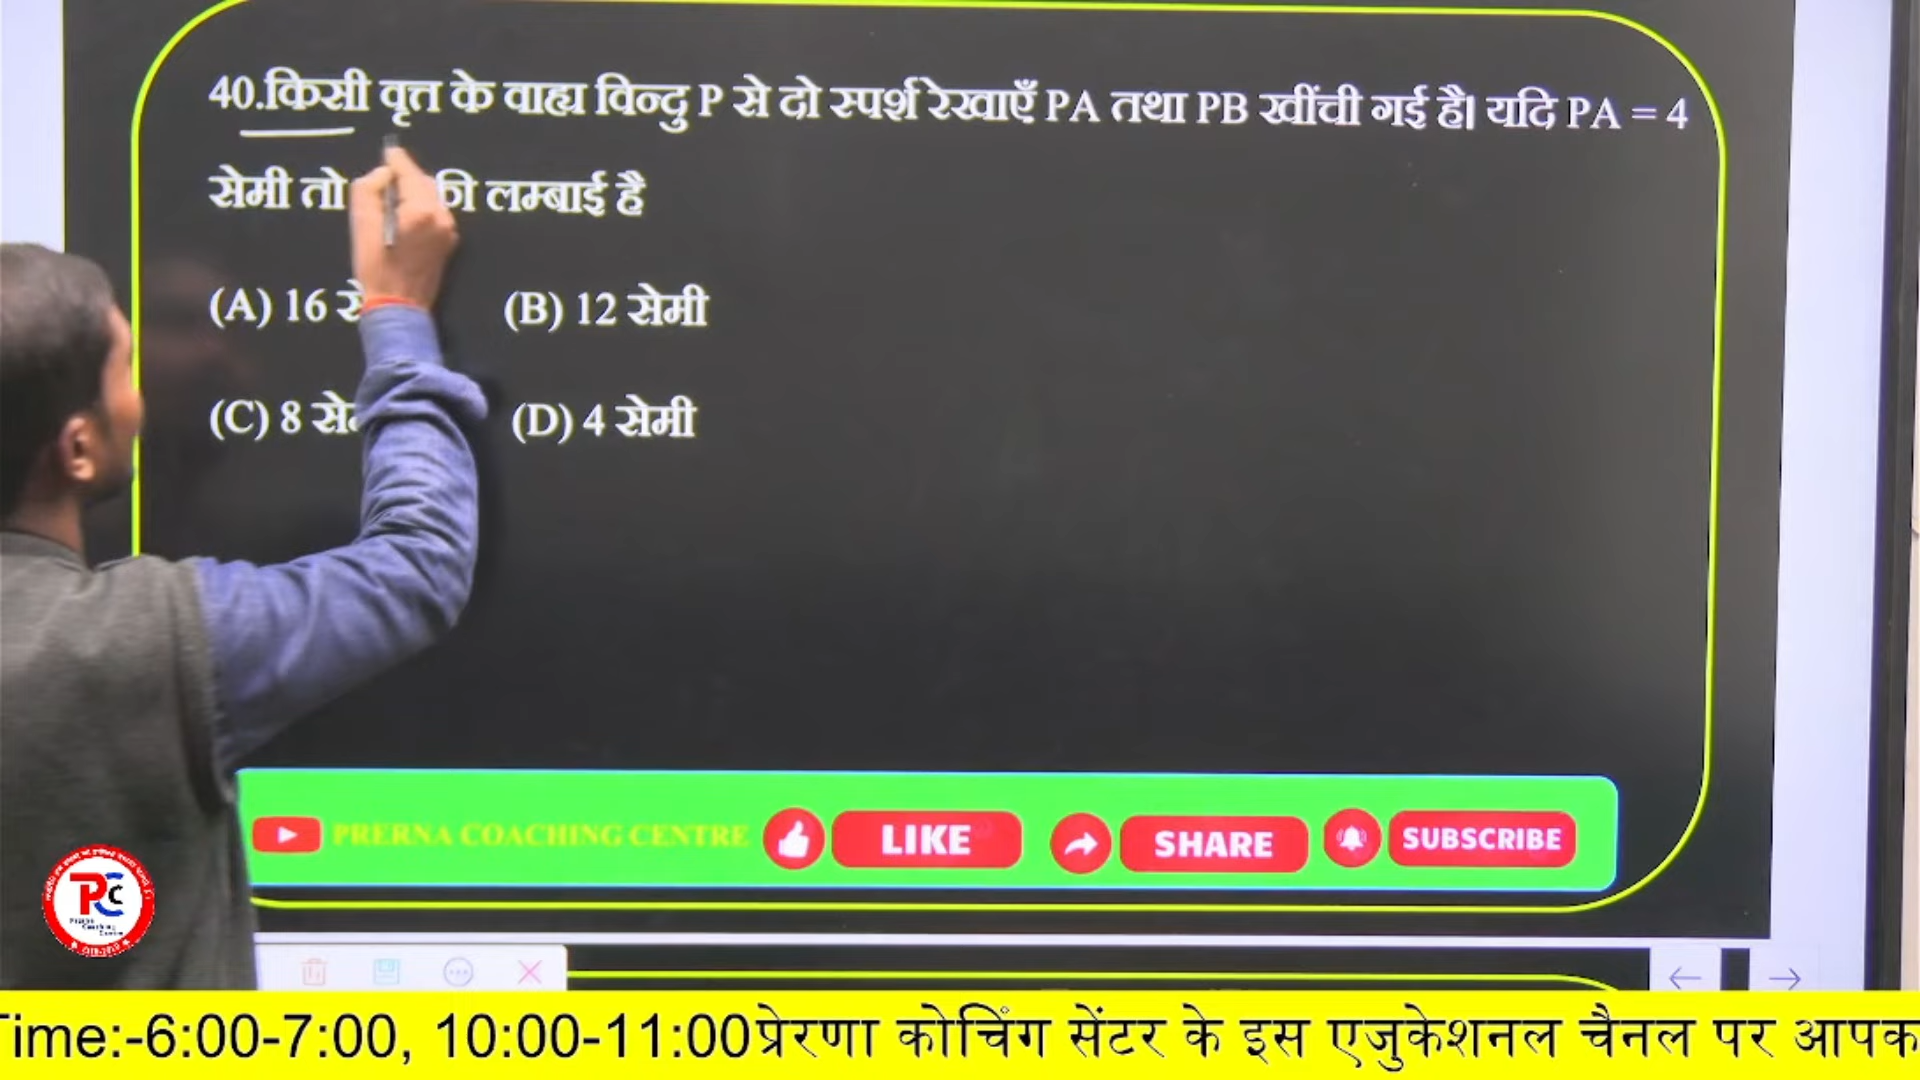 40.किसी वृत्त के वाह्य विन्दु P से दो स्पर्श रेखाएँ PA तथा PB खींची गई है। यदि PA = 4
सेमी तो की लम्बाई है
(A) 16 (B) 12 सेमी
(C) 8 (D) 4 सेमी
PRERNA COACHING CENTRE LIKE SHARE SUBSCRIBE
Time:-6:00-7:00, 10:00-11:00प्रेरणा कोचिंग सेंटर के इस एजुकेशनल चैनल पर आपक